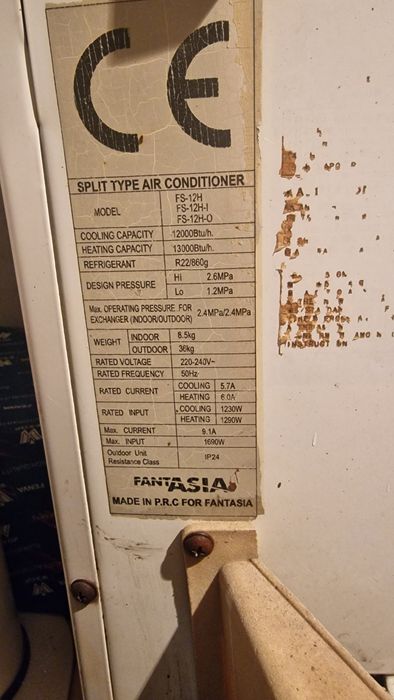 CE
SPLIT TYPE AIR CONDITIONER
MODEL FS-12H
FS-12H-I
FS-12H-O
COOLING CAPACITY 12000Btu/h.
HEATING CAPACITY 13000Btu/h.
REFRIGERANT R22/860g
DESIGN PRESSURE Hi 2.6MPa
Lo 1.2MPa
Max. OPERATING PRESSURE FOR
EXCHANGER (INDOOR/OUTDOOR) 2.4MPa/2.4MPa
WEIGHT INDOOR 8.5kg
OUTDOOR 36kg
RATED VOLTAGE 220-240V~
RATED FREQUENCY 50Hz
RATED CURRENT COOLING 5.7A
HEATING 6.0A
RATED INPUT COOLING 1230W
HEATING 1290W
Max. CURRENT 9.1A
Max. INPUT 1690W
Outdoor Unit
Resistance Class IP24
FANTASIA
MADE IN P.R.C FOR FANTASIA